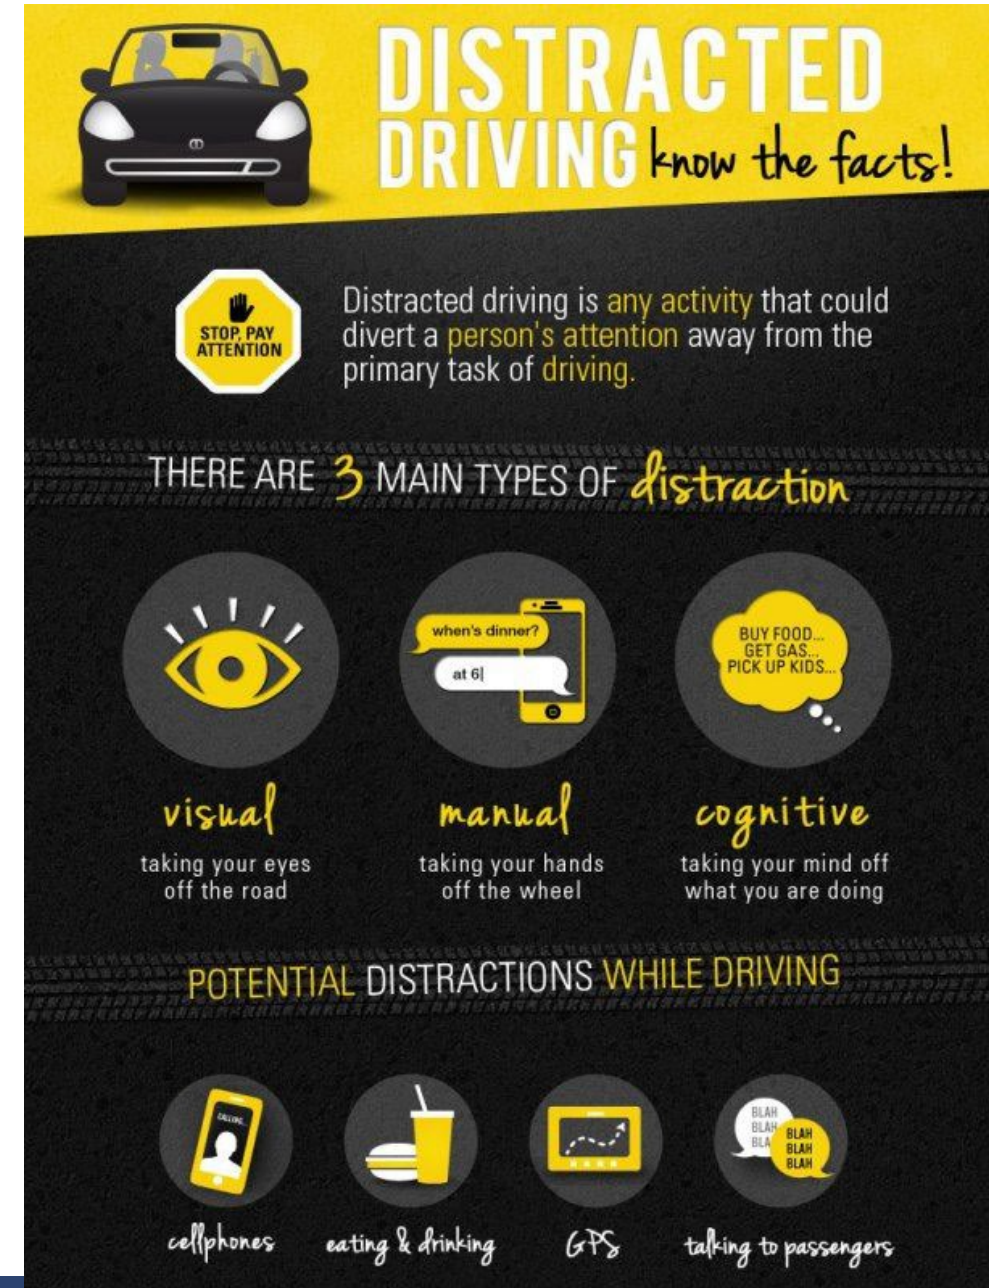 DISTRACTED
DRIVING know the facts!
STOP, PAY
ATTENTION
Distracted driving is any activity that could
divert a person's attention away from the
primary task of driving.
THERE ARE 3 MAIN TYPES OF distraction
when's dinner?
at 6
BUY FOOD...
GET GAS...
PICK UP KIDS...
visual
taking your eyes
off the road
manual
taking your hands
off the wheel
cognitive
taking your mind off
what you are doing
POTENTIAL DISTRACTIONS WHILE DRIVING
CALLING...
cellphones
eating & drinking
GPS
BLAH
BLAH
BLA
BLAH
BLAH
BLAH
talking to passengers